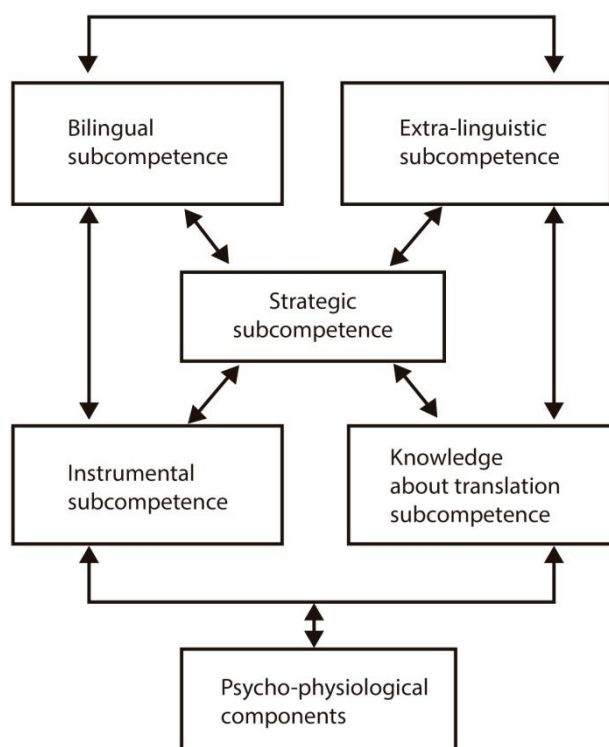 Bilingual
subcompetence
Extra-linguistic
subcompetence
Strategic
subcompetence
Instrumental
subcompetence
Knowledge
about translation
subcompetence
Psycho-physiological
components